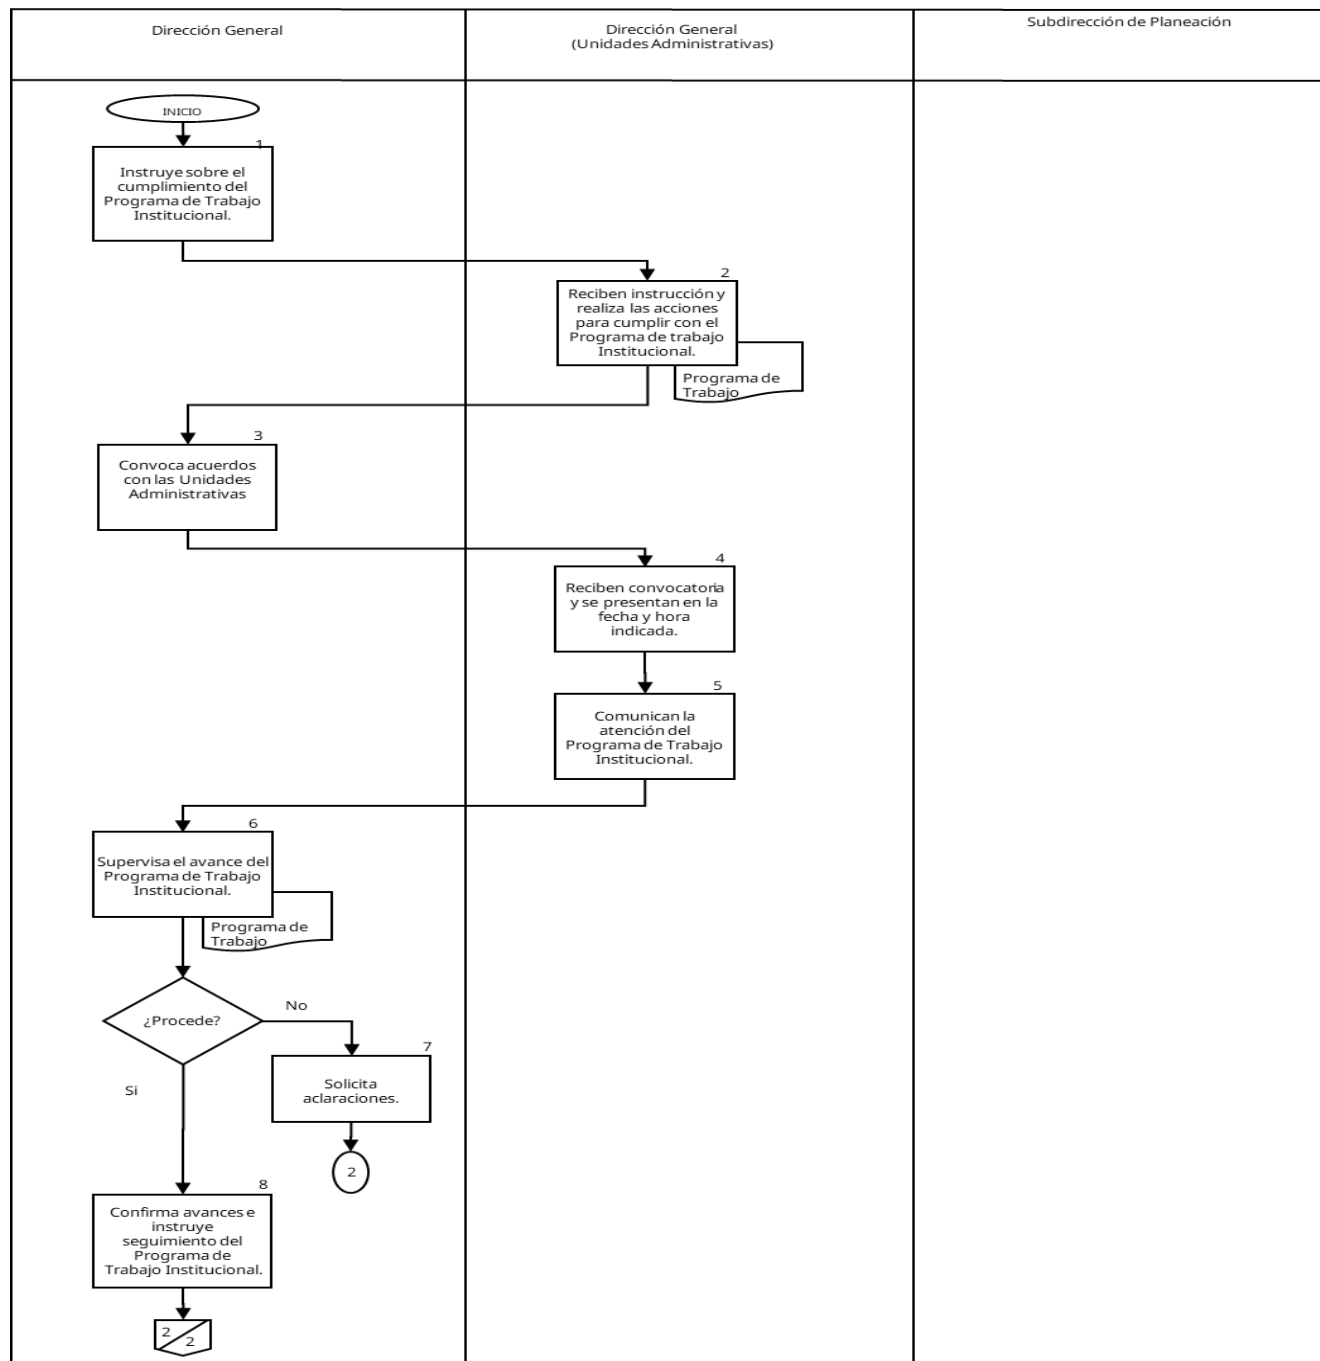 Dirección General
Dirección General
(Unidades Administrativas)
Subdirección de Planeación
INICIO
1
Instruye sobre el
cumplimiento del
Programa de Trabajo
Institucional.
2
Reciben instrucción y
realiza las acciones
para cumplir con el
Programa de trabajo
Institucional.
Programa de
Trabajo
3
Convoca acuerdos
con las Unidades
Administrativas
4
Reciben convocatoria
y se presentan en la
fecha y hora
indicada.
5
Comunican la
atención del
Programa de Trabajo
Institucional.
6
Supervisa el avance del
Programa de Trabajo
Institucional.
Programa de
Trabajo
¿Procede?
No
7
Solicita
aclaraciones.
2
Si
8
Confirma avances e
instruye
seguimiento del
Programa de
Trabajo Institucional.
2
2